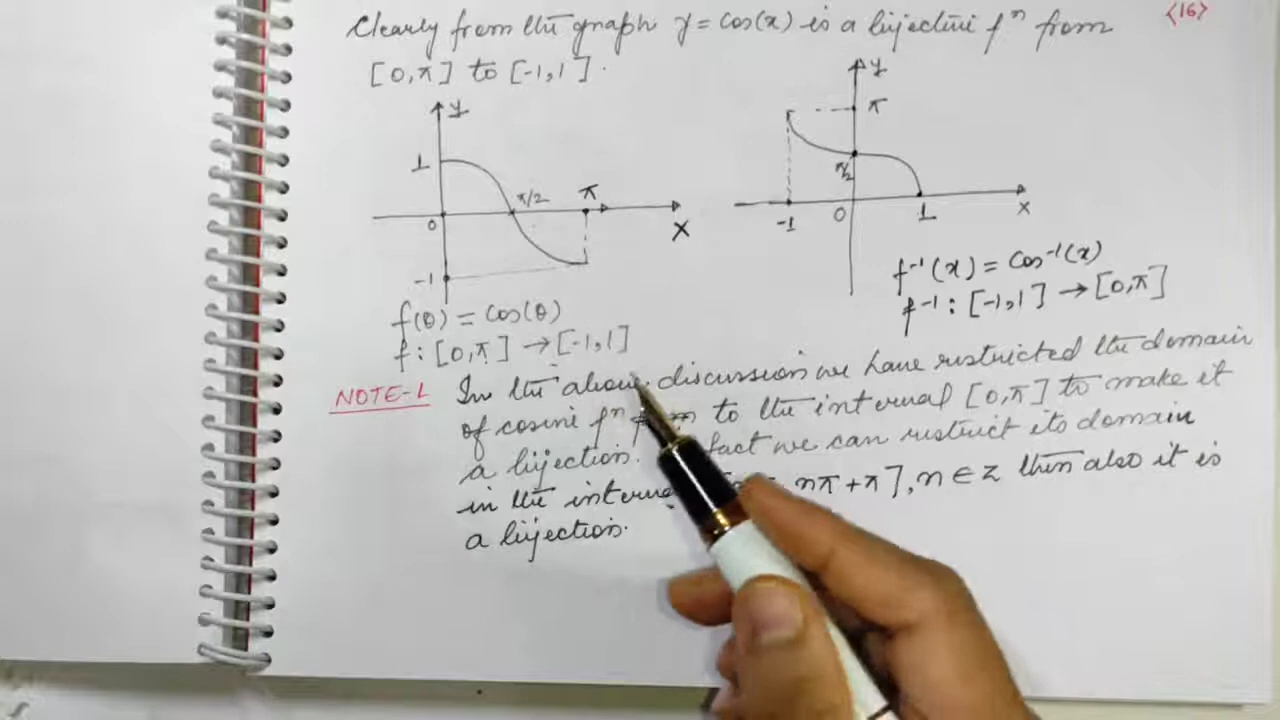 <16>
Clearly from the graph y = cos(x) is a bijective fⁿ from
[0,π] to [-1,1].
y
1
π/2
π
0
X
-1
f(θ) = cos(θ)
f : [0,π] → [-1,1]
y
π
π/2
-1
0
1
X
f⁻¹(x) = cos⁻¹(x)
f⁻¹ : [-1,1] → [0,π]
NOTE-1 In the above discussion we have restricted the domain
of cosine fⁿ to the interval [0,π] to make it
a bijection. fact we can restrict its domain
in the nπ+π], n ∈ Z then also it is
a bijection.